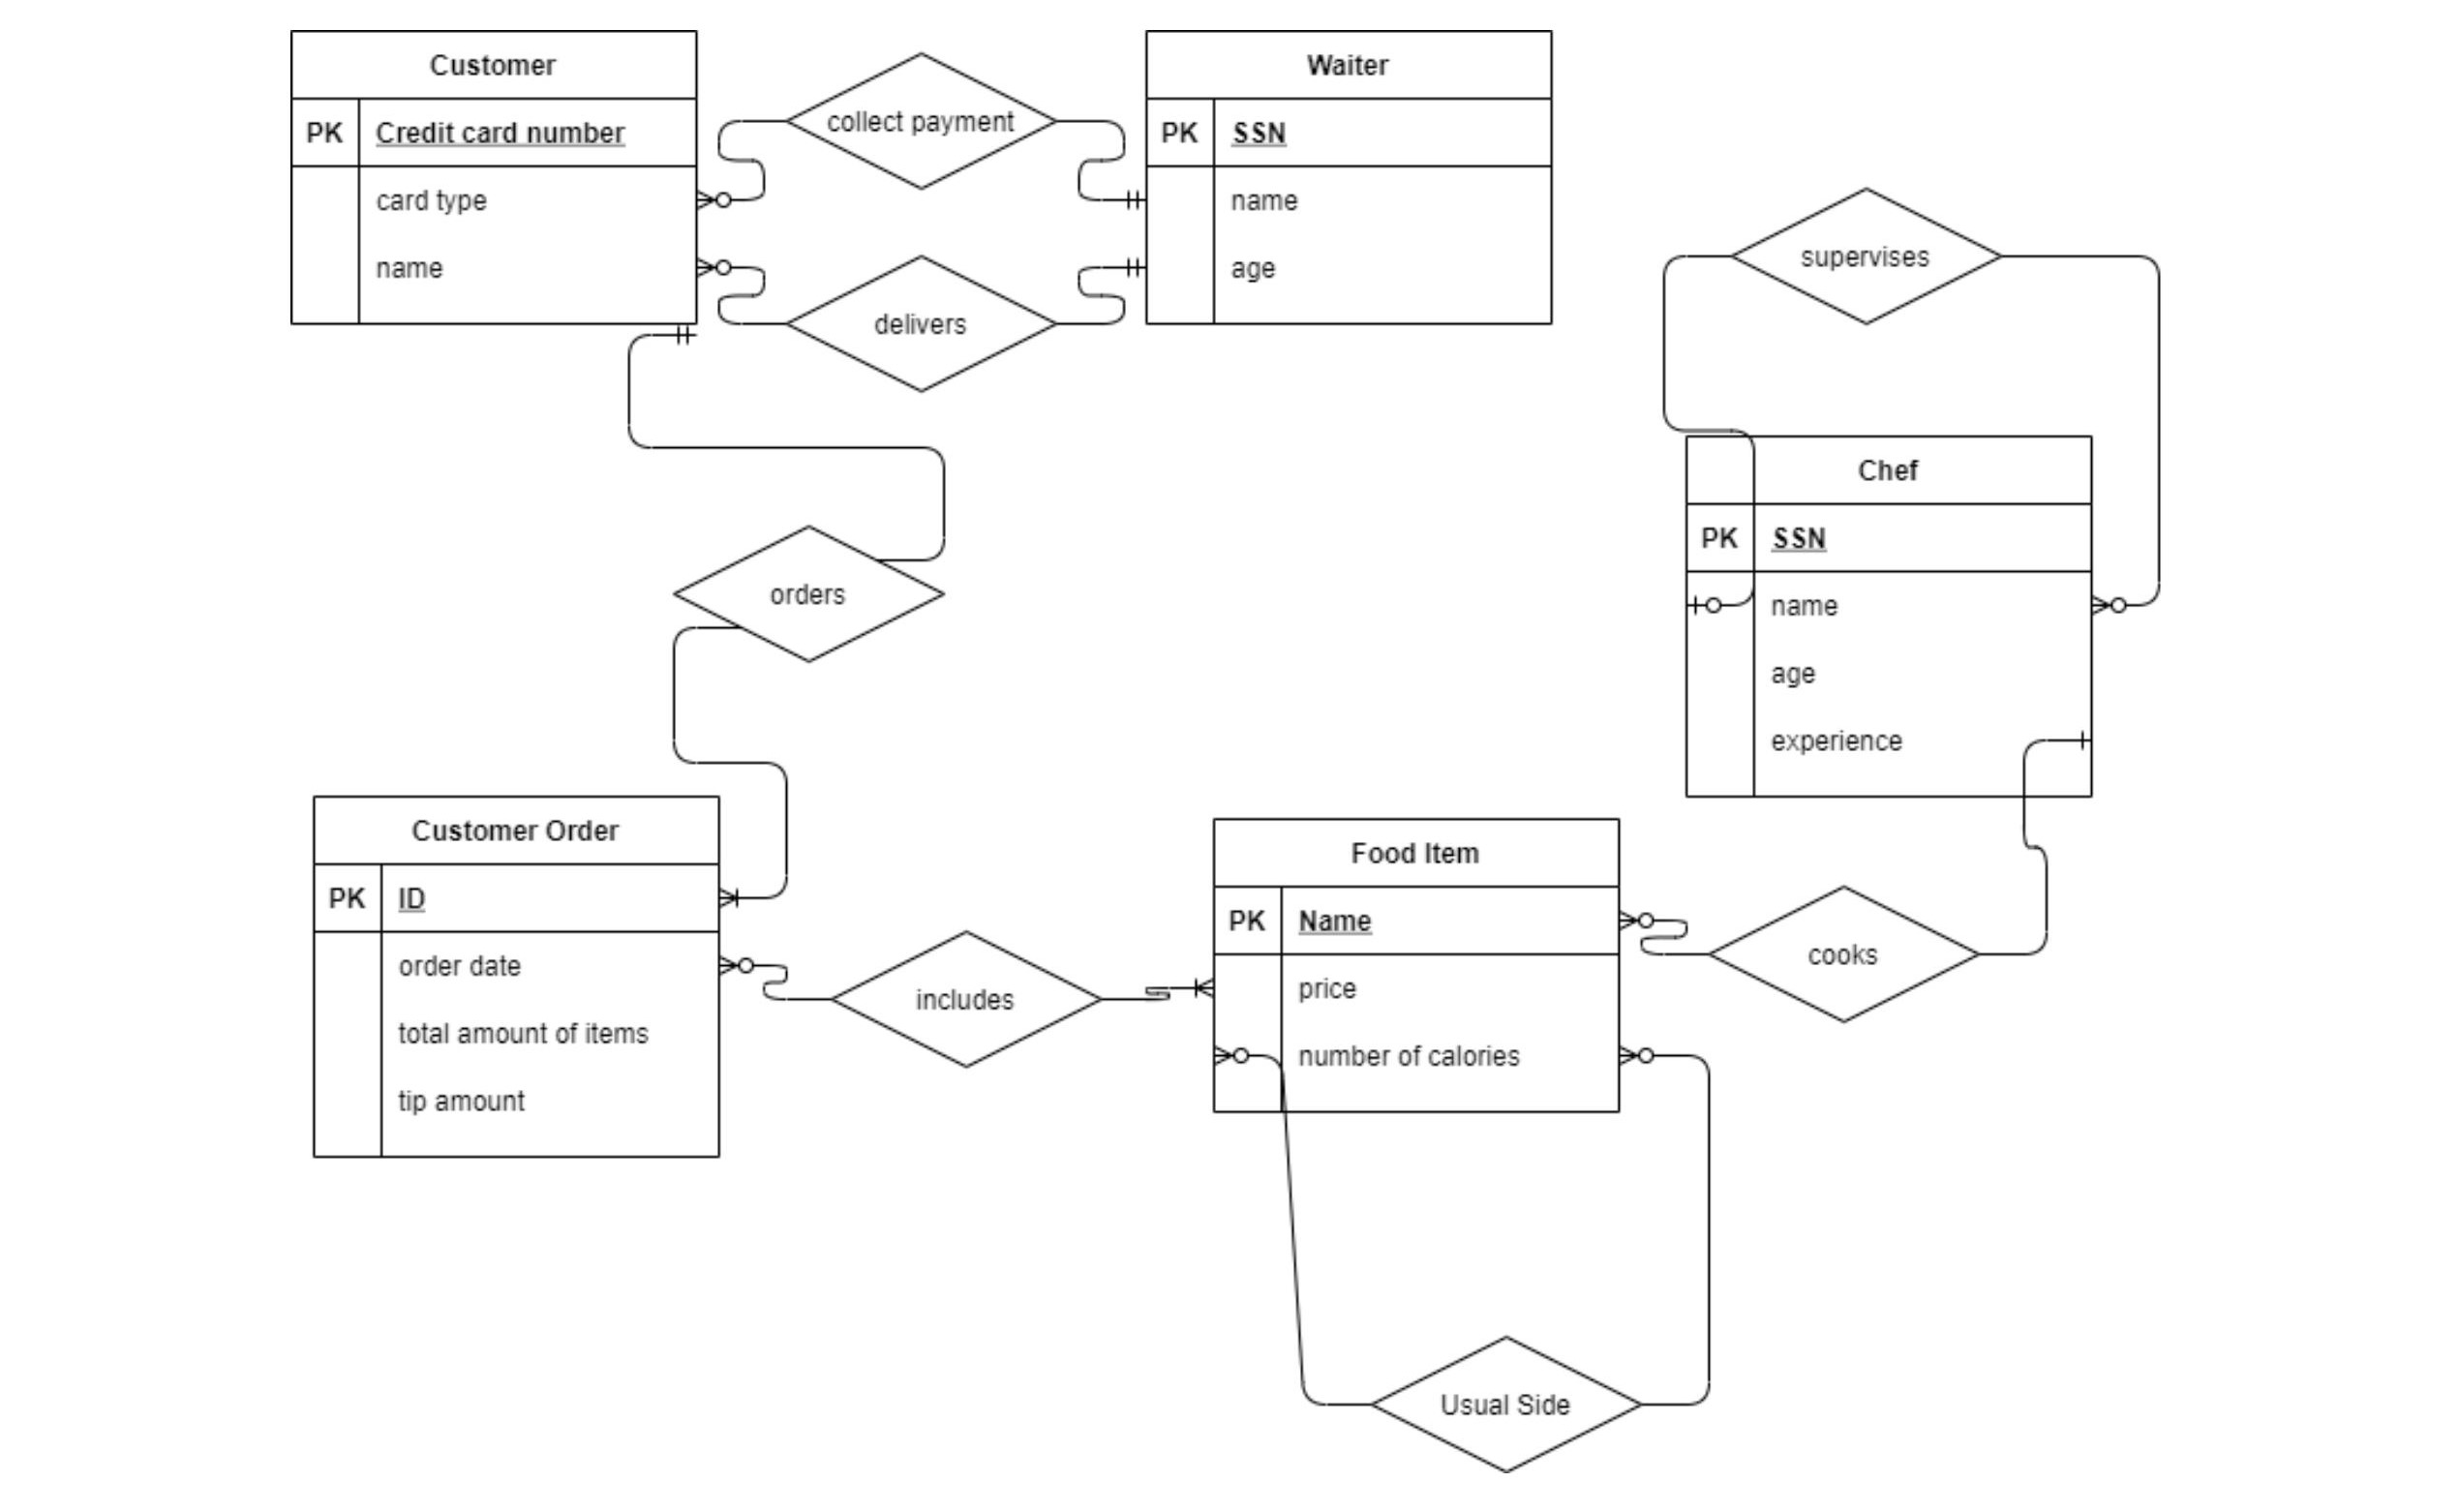 Customer
PK Credit card number
card type
name
collect payment
delivers
Waiter
PK SSN
name
age
supervises
Chef
PK SSN
name
age
experience
orders
Customer Order
PK ID
order date
total amount of items
tip amount
includes
Food Item
PK Name
price
number of calories
cooks
Usual Side